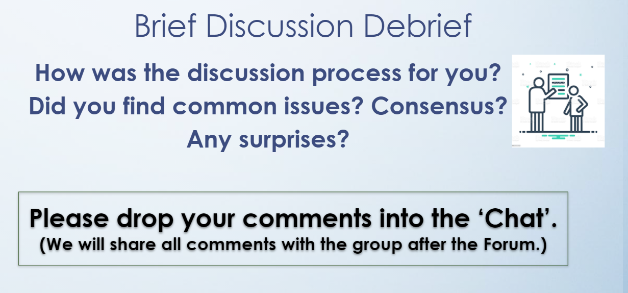 Brief Discussion Debrief
How was the discussion process for you?
Did you find common issues? Consensus?
Any surprises?
Please drop your comments into the ‘Chat’.
(We will share all comments with the group after the Forum.)